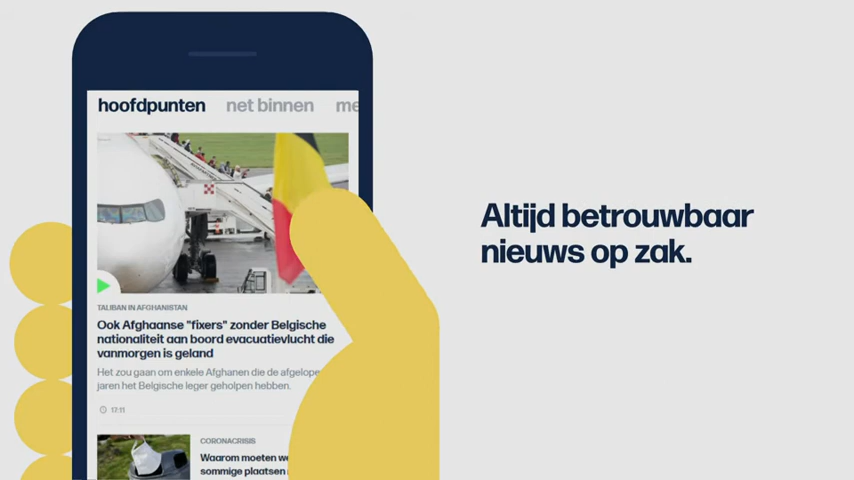 hoofdpunten net binnen
TALIBAN IN AFGHANISTAN
Ook Afghaanse "fixers" zonder Belgische
nationaliteit aan boord evacuatievlucht die
vanmorgen is geland
Het zou gaan om enkele Afghanen die de
jaren het Belgische leger geholpen hebben.
17:11
CORONACRISIS
Waarom moeten
sommige plaatsen
Altijd betrouwbaar
nieuws op zak.